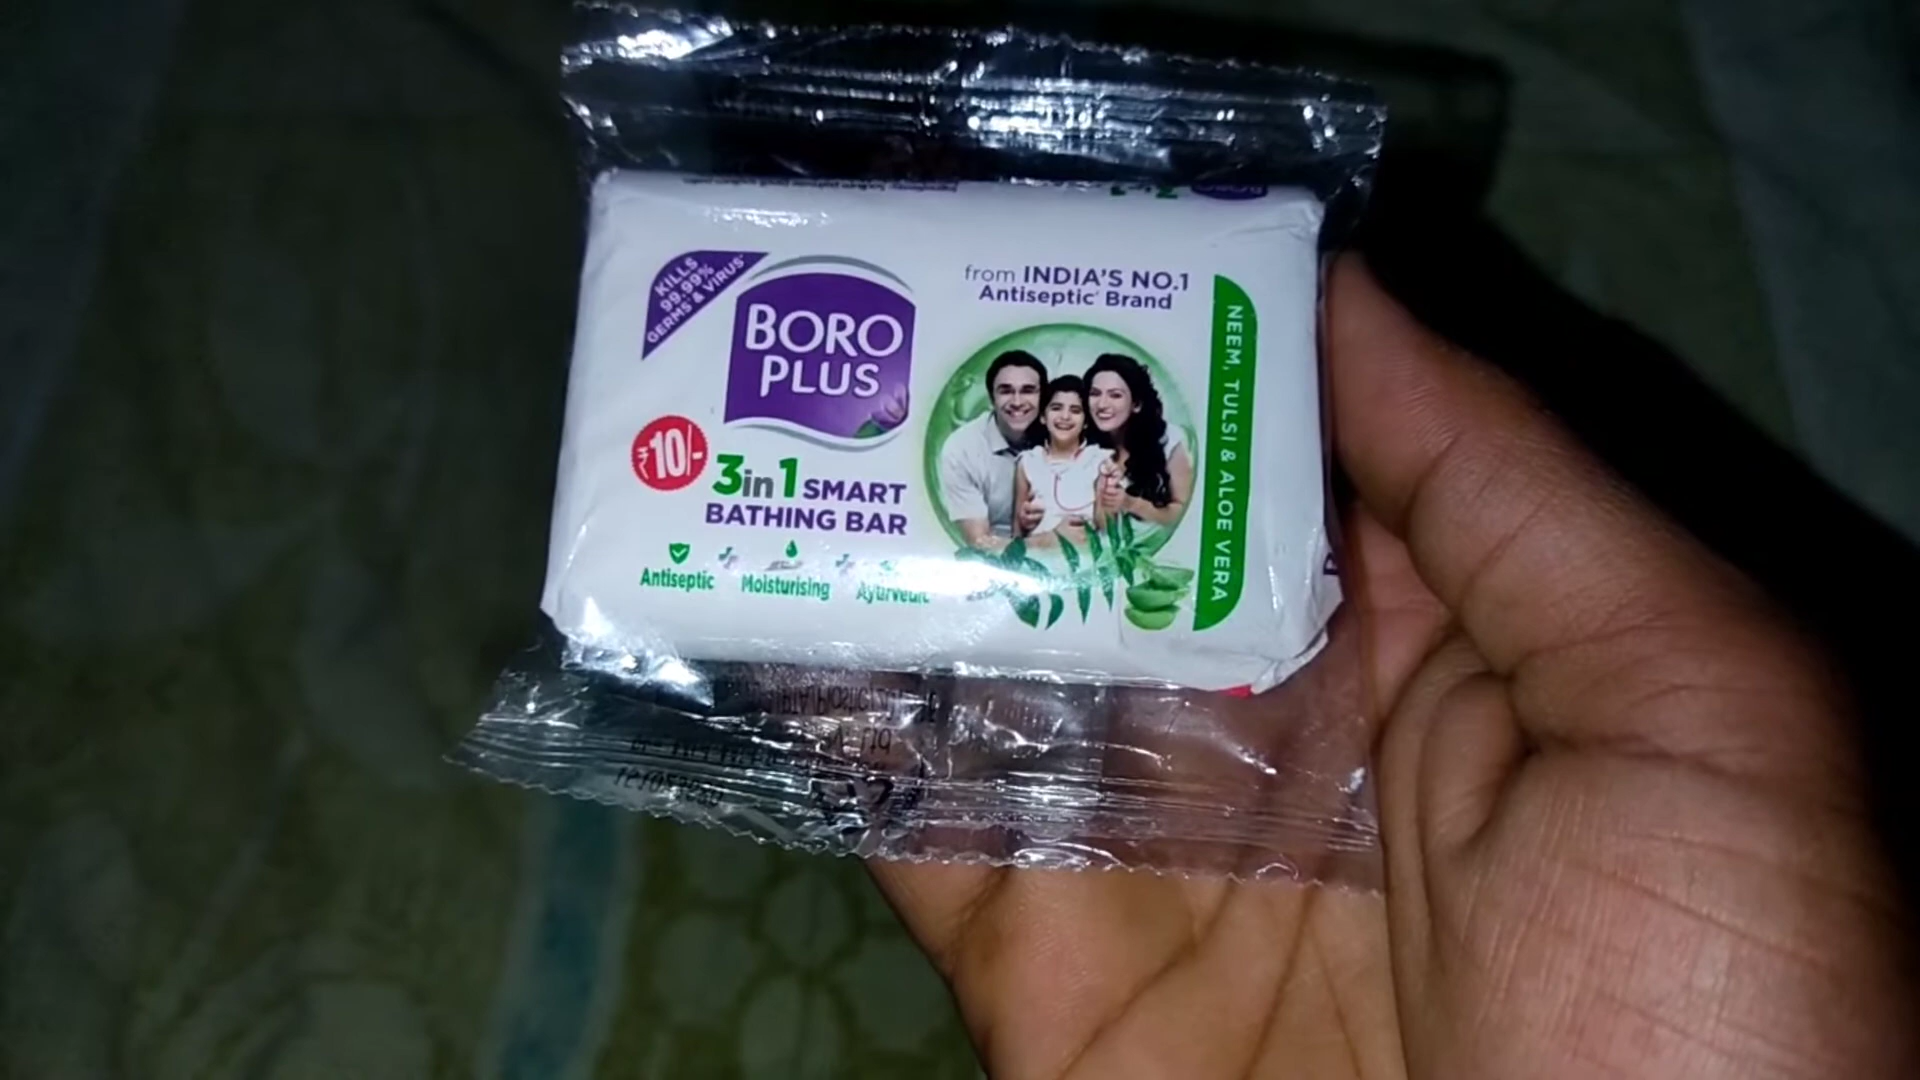 KILLS
99.99%
GERMS & VIRUS*
BORO
PLUS
from INDIA'S NO.1
Antiseptic* Brand
NEEM, TULSI & ALOE VERA
₹10/-
3in1 SMART
BATHING BAR
Antiseptic
Moisturising
Ayurvedic